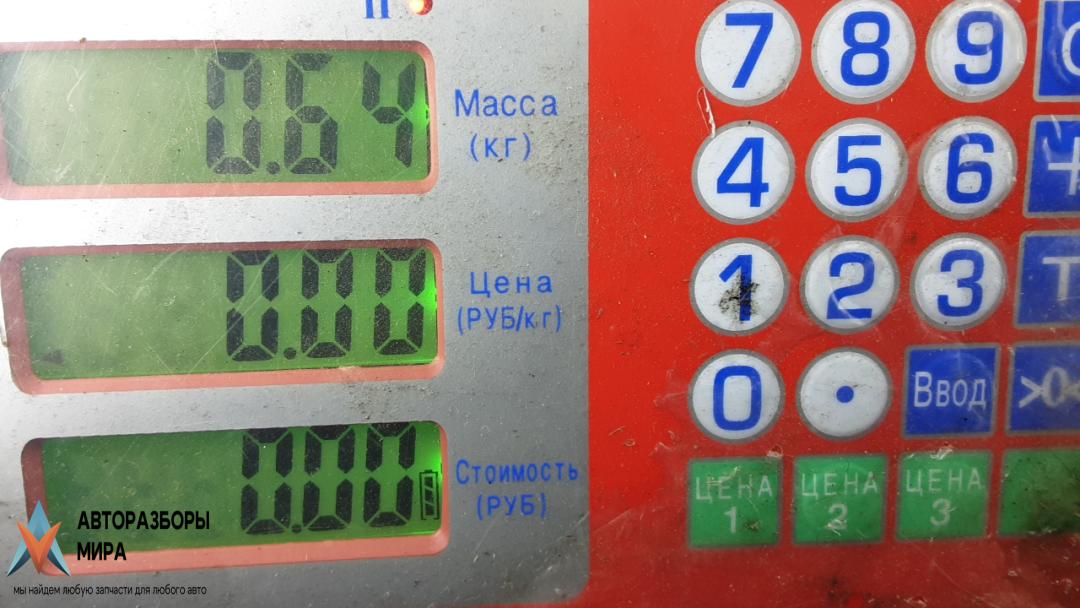 II
0.64
Масса
(кг)
0.00
Цена
(РУБ/кг)
0.00
Стоимость
(РУБ)
7 8 9
4 5 6 +
1 2 3 Т
0 . Ввод >0<
ЦЕНА 1 ЦЕНА 2 ЦЕНА 3
АВТОРАЗБОРЫ
МИРА
мы найдем любую запчасти для любого авто